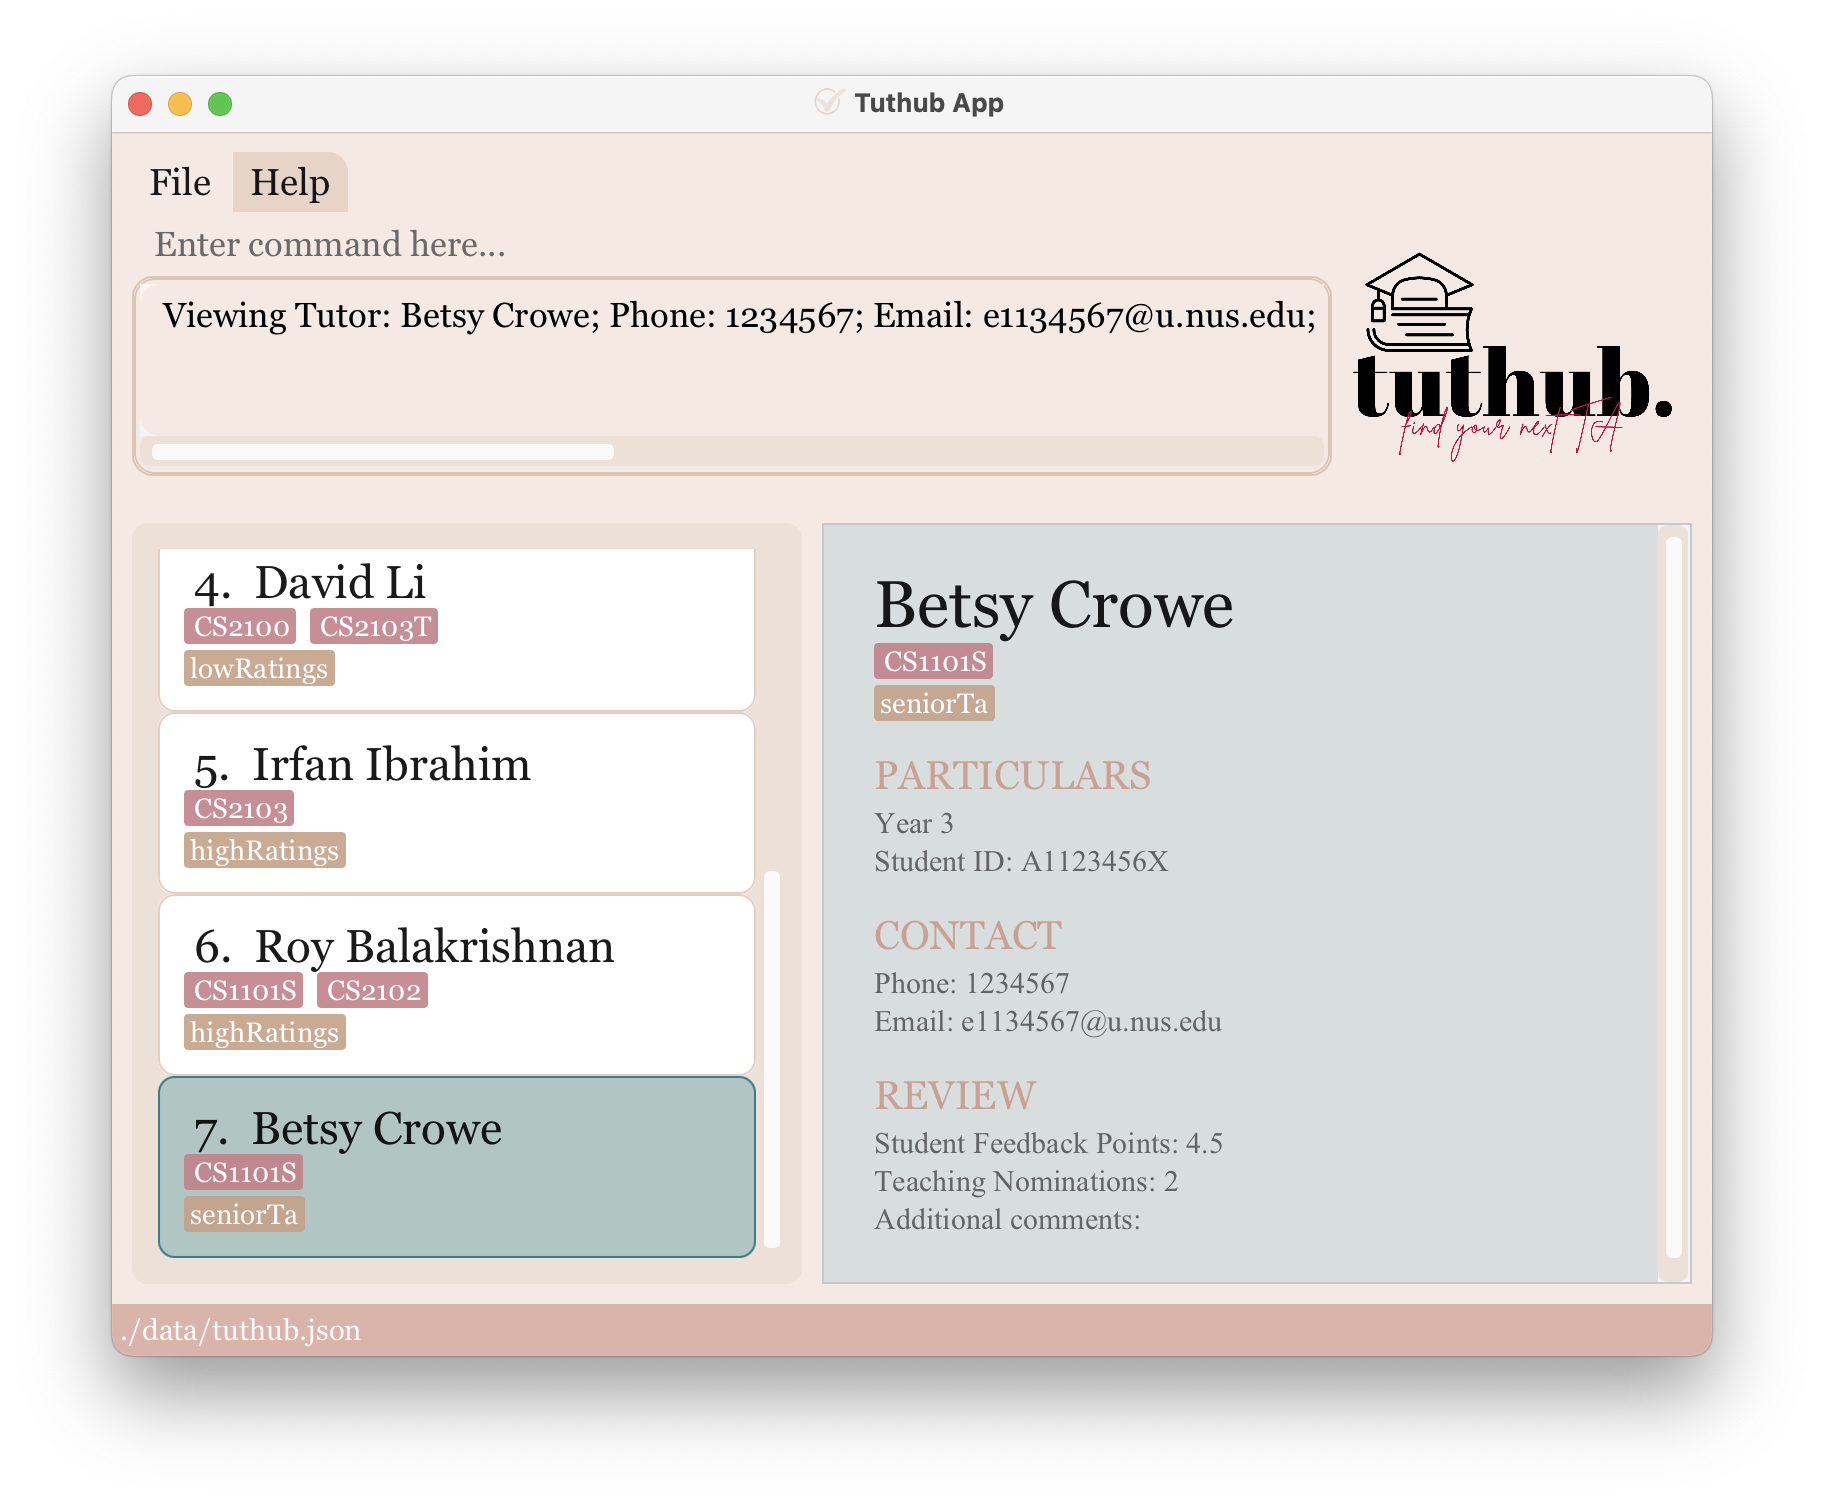 Tuthub App
File Help
Enter command here...
Viewing Tutor: Betsy Crowe; Phone: 1234567; Email: e1134567@u.nus.edu;
tuthub.
find your next TA
4. David Li
CS2100 CS2103T
lowRatings
5. Irfan Ibrahim
CS2103
highRatings
6. Roy Balakrishnan
CS1101S CS2102
highRatings
7. Betsy Crowe
CS1101S
seniorTa
Betsy Crowe
CS1101S
seniorTa
PARTICULARS
Year 3
Student ID: A1123456X
CONTACT
Phone: 1234567
Email: e1134567@u.nus.edu
REVIEW
Student Feedback Points: 4.5
Teaching Nominations: 2
Additional comments:
./data/tuthub.json